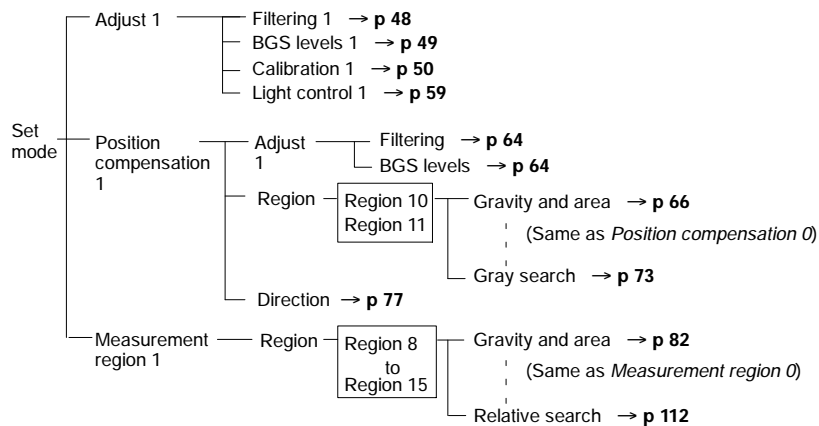 Adjust 1
Filtering 1 → p 48
BGS levels 1 → p 49
Calibration 1 → p 50
Light control 1 → p 59
Set
mode
Position
compensation
1
Adjust
1
Filtering → p 64
BGS levels → p 64
Region
Region 10
Region 11
Gravity and area → p 66
(Same as Position compensation 0)
Gray search → p 73
Direction → p 77
Measurement
region 1
Region
Region 8
to
Region 15
Gravity and area → p 82
(Same as Measurement region 0)
Relative search → p 112